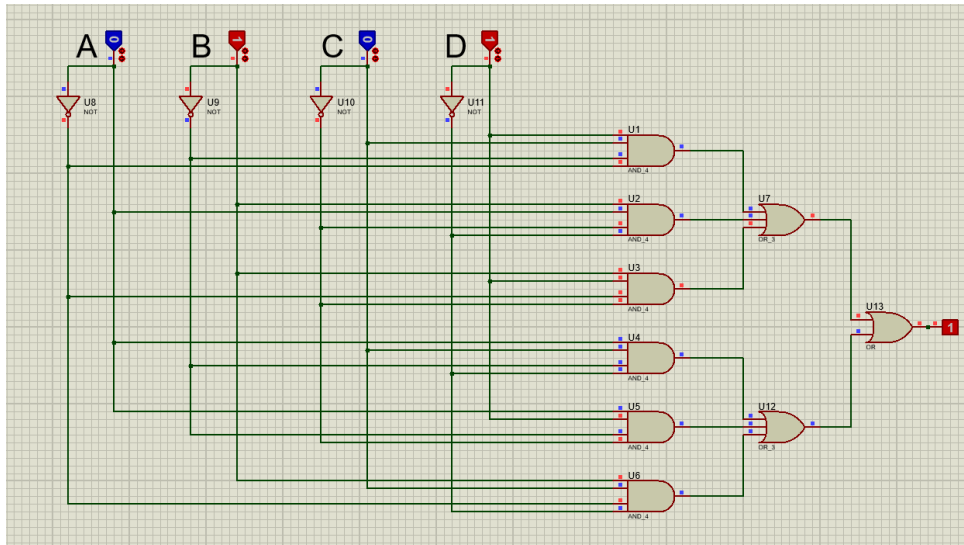 A 0 B 1 C 0 D 1
U8 U9 U10 U11
NOT NOT NOT NOT
U1
AND_4
U2
AND_4
U7
OR_3
U3
AND_4
U13
OR
1
U4
AND_4
U5
AND_4
U12
OR_3
U6
AND_4